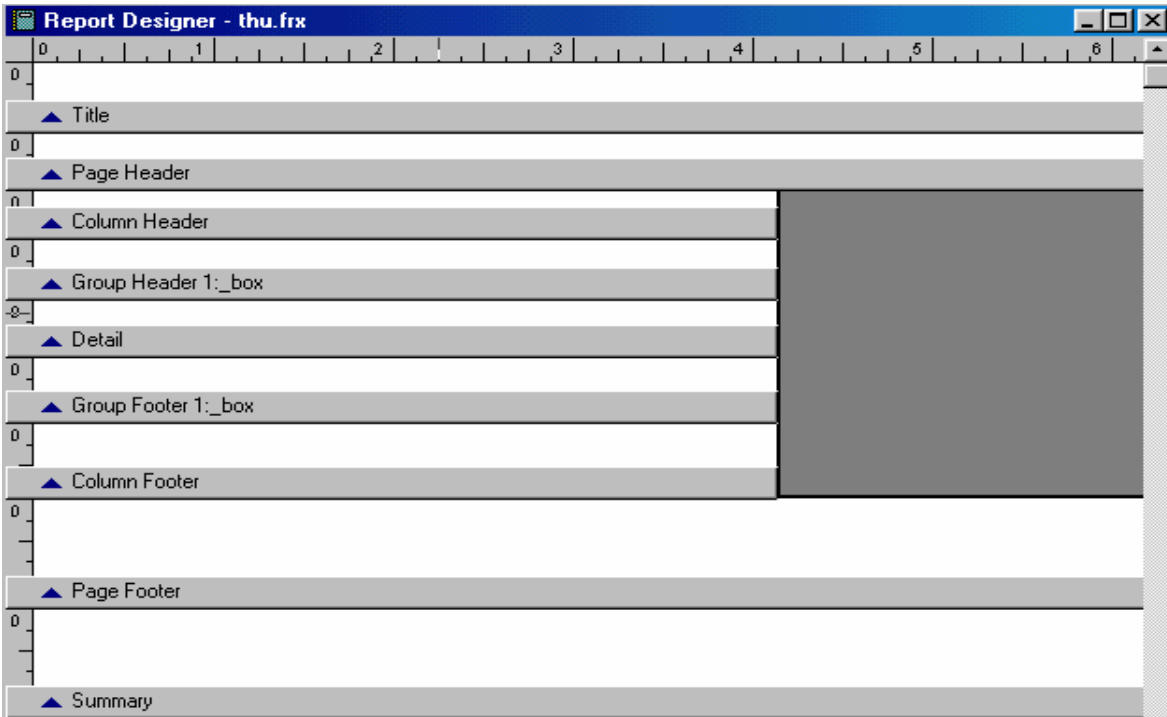 Report Designer - thu.frx
0 1 2 3 4 5 6
0
Title
0
Page Header
0
Column Header
0
Group Header 1:_box
0
Detail
0
Group Footer 1:_box
0
Column Footer
0
Page Footer
0
Summary